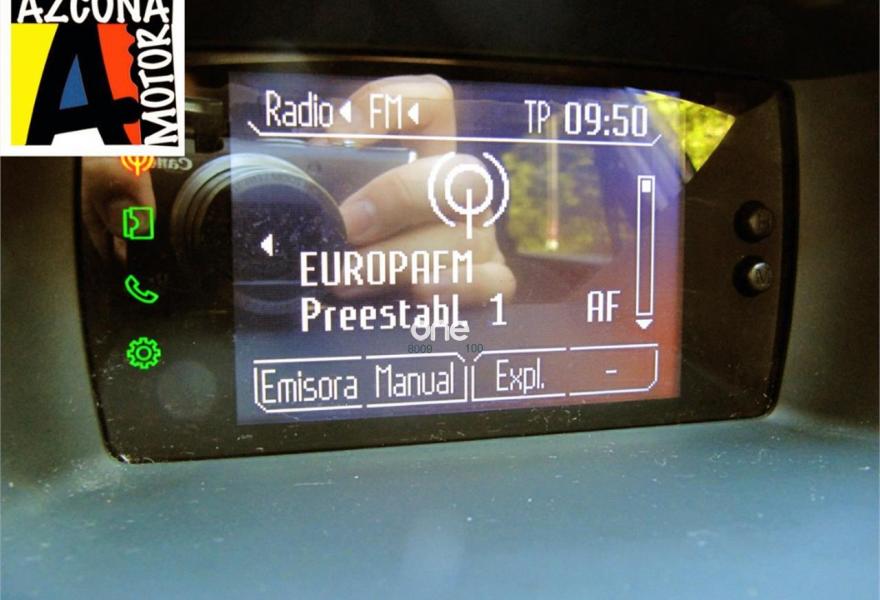 AZCONA
MOTOR
Radio FM TP 09:50
EUROPAFM
Preestabl. 1 AF
one
8009 100
Emisora Manual Expl. -